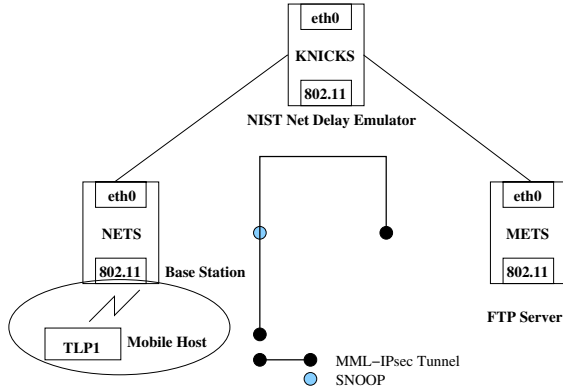 eth0
KNICKS
802.11
NIST Net Delay Emulator
eth0
NETS
802.11
Base Station
TLP1
Mobile Host
eth0
METS
802.11
FTP Server
MML−IPsec Tunnel
SNOOP